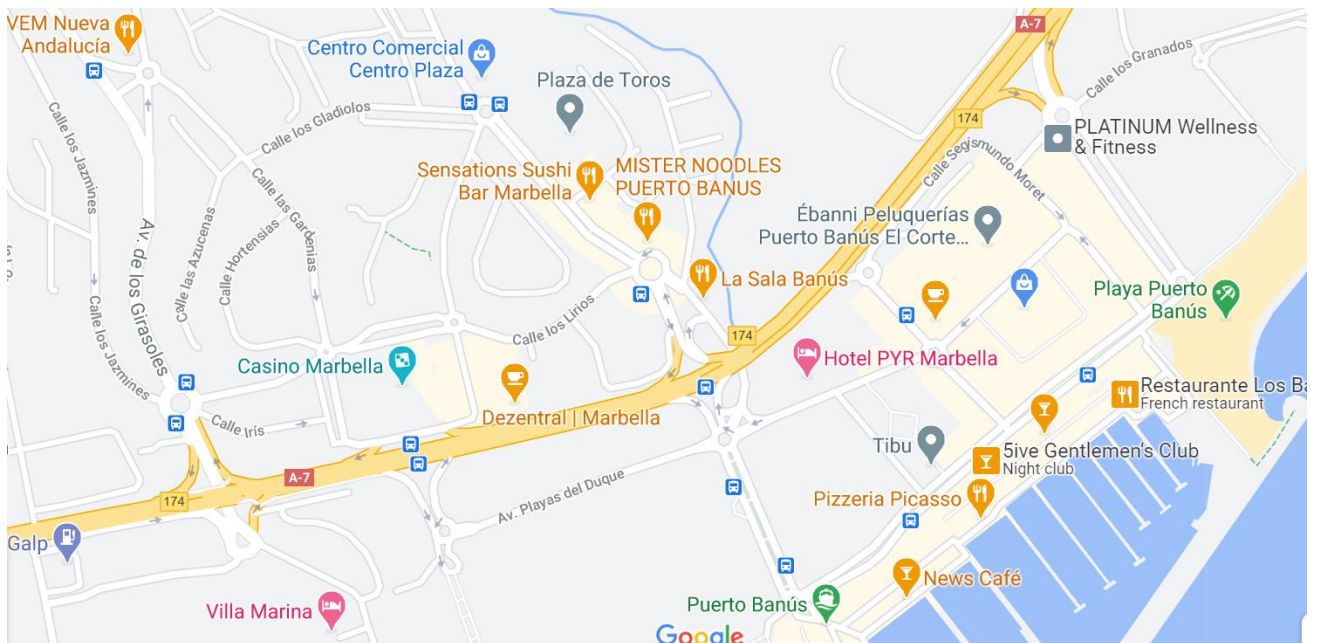 VEM Nueva
Andalucía
Centro Comercial
Centro Plaza
Plaza de Toros
A-7
Calle los Granados
174
PLATINUM Wellness
& Fitness
Calle los Jazmines
Calle los Gladiolos
Calle Segismundo Moret
Sensations Sushi
Bar Marbella
MISTER NOODLES
PUERTO BANUS
Calle las Azucenas
Calle Hortensias
Calle las Gardenias
Av. de los Girasoles
Ébanni Peluquerías
Puerto Banús El Corte...
La Sala Banús
Playa Puerto
Banús
Calle los Lirios
174
Calle los Jazmines
Casino Marbella
Hotel PYR Marbella
Dezentral | Marbella
Restaurante Los Ba
French restaurant
Calle Iris
Tibu
5ive Gentlemen's Club
Night club
A-7
174
Av. Playas del Duque
Pizzeria Picasso
Galp
News Café
Villa Marina
Puerto Banús
Google